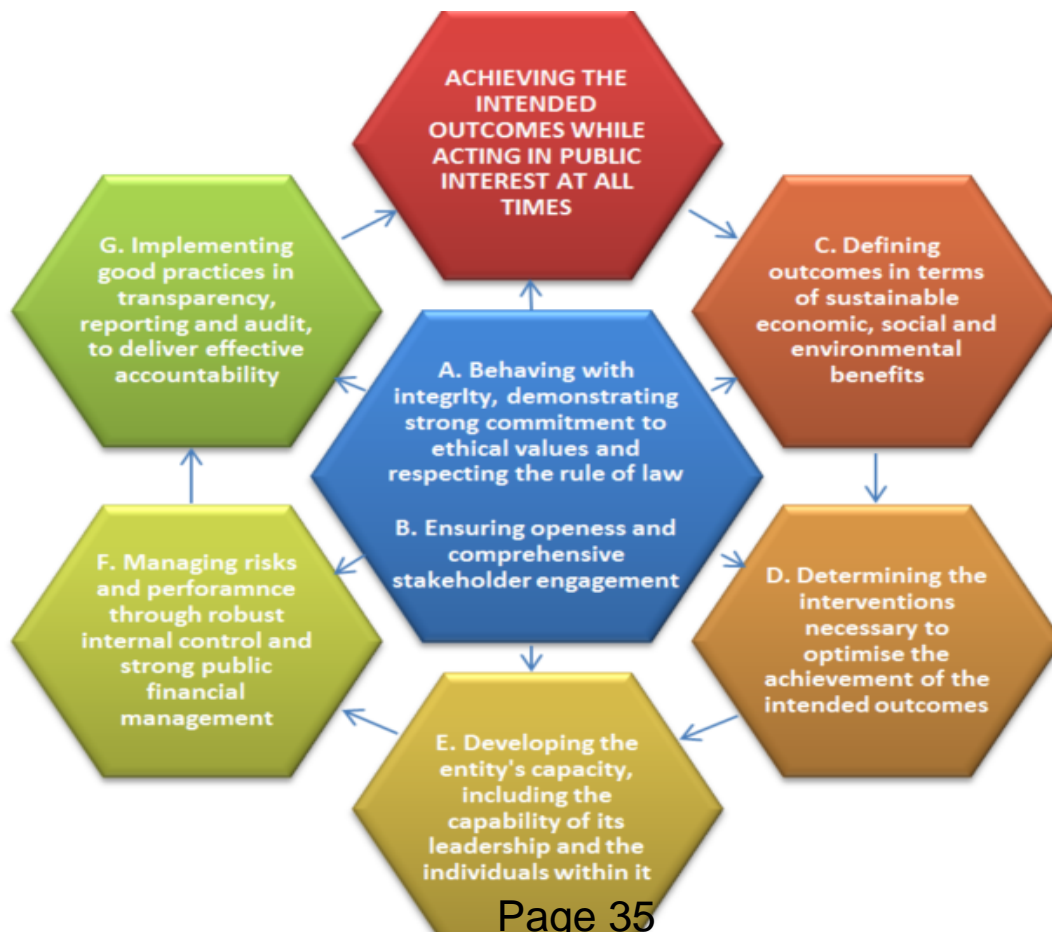 ACHIEVING THE
INTENDED
OUTCOMES WHILE
ACTING IN PUBLIC
INTEREST AT ALL
TIMES
G. Implementing
good practices in
transparency,
reporting and audit,
to deliver effective
accountability
C. Defining
outcomes in terms
of sustainable
economic, social and
environmental
benefits
A. Behaving with
integrIty, demonstrating
strong commitment to
ethical values and
respecting the rule of law
B. Ensuring openess and
comprehensive
stakeholder engagement
F. Managing risks
and perforamnce
through robust
internal control and
strong public
financial
management
D. Determining the
interventions
necessary to
optimise the
achievement of the
intended outcomes
E. Developing the
entity's capacity,
including the
capability of its
leadership and the
individuals within it
Page 35